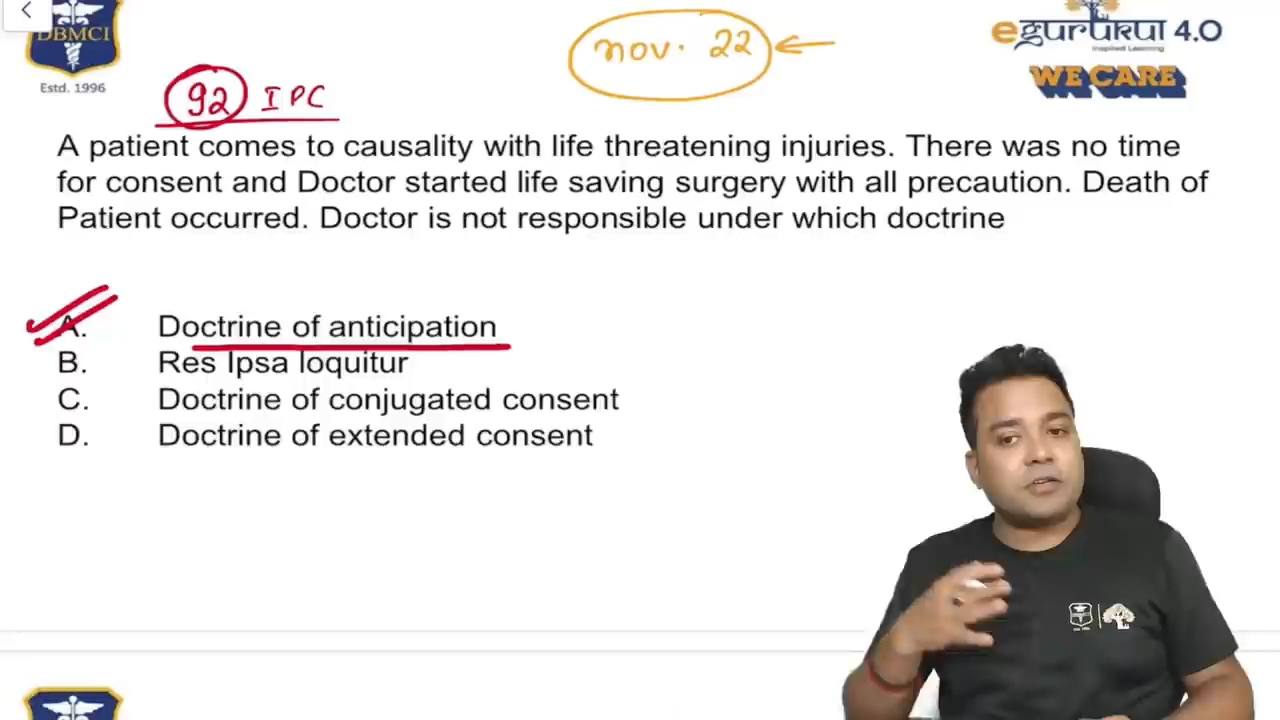 DBMCI
Estd. 1996
nov. 22
egurukul 4.0
Inspired Learning
WE CARE
92 IPC
A patient comes to causality with life threatening injuries. There was no time
for consent and Doctor started life saving surgery with all precaution. Death of
Patient occurred. Doctor is not responsible under which doctrine
A. Doctrine of anticipation
B. Res Ipsa loquitur
C. Doctrine of conjugated consent
D. Doctrine of extended consent